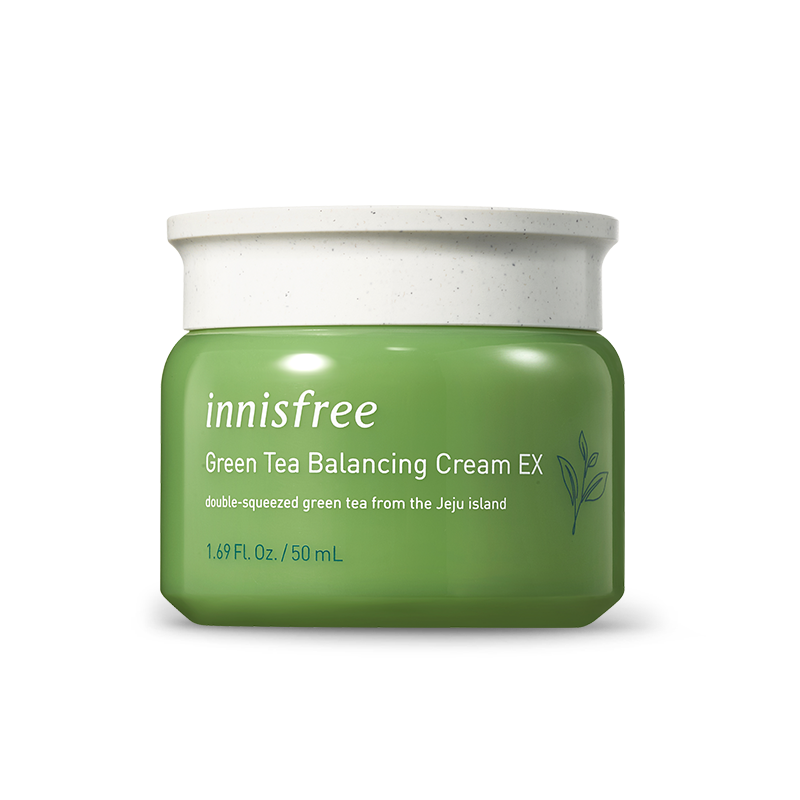 innisfree
Green Tea Balancing Cream EX
double-squeezed green tea from the Jeju island
1.69 Fl. Oz. / 50 mL